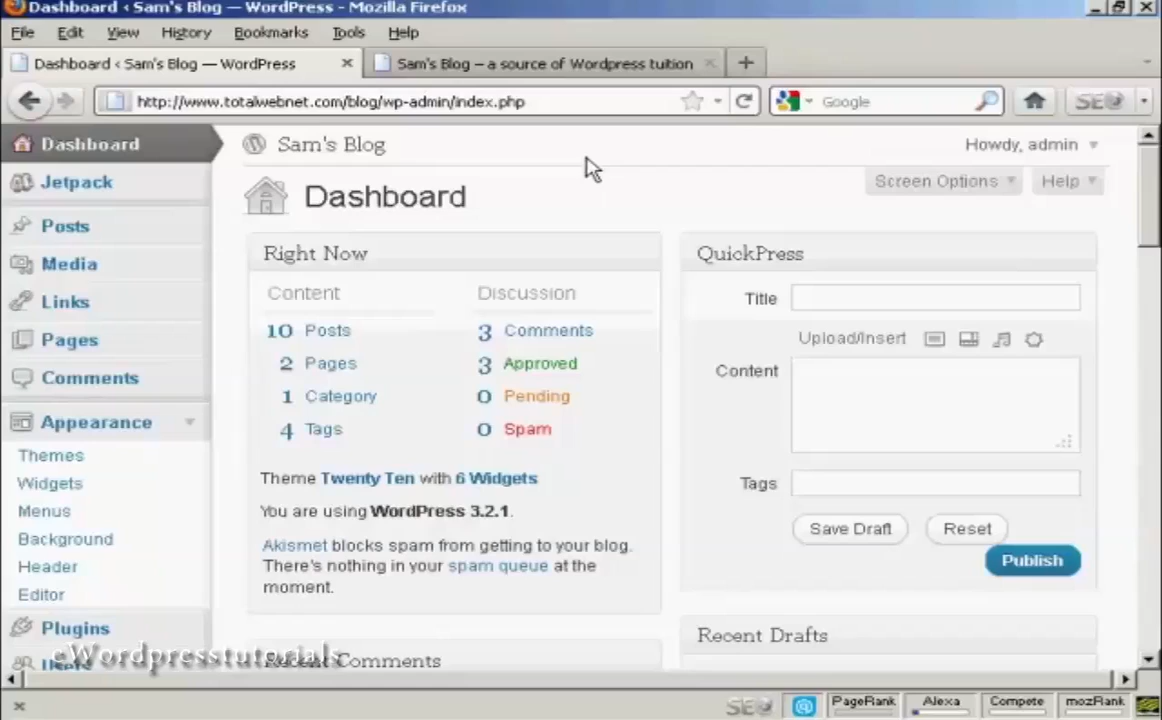 Dashboard ‹ Sam's Blog — WordPress - Mozilla Firefox
File Edit View History Bookmarks Tools Help
Dashboard ‹ Sam's Blog — WordPress
Sam's Blog – a source of Wordpress tuition
http://www.totalwebnet.com/blog/wp-admin/index.php
Google
SE
Dashboard
Sam's Blog
Howdy, admin
Jetpack
Dashboard
Screen Options
Help
Posts
Media
Links
Pages
Comments
Appearance
Themes
Widgets
Menus
Background
Header
Editor
Plugins
Users
Right Now
Content Discussion
10 Posts 3 Comments
2 Pages 3 Approved
1 Category 0 Pending
4 Tags 0 Spam
Theme Twenty Ten with 6 Widgets
You are using WordPress 3.2.1.
Akismet blocks spam from getting to your blog.
There's nothing in your spam queue at the
moment.
Recent Comments
QuickPress
Title
Upload/Insert
Content
Tags
Save Draft Reset
Publish
Recent Drafts
eWordpresstutorials
SE PageRank Alexa Compete mozRank